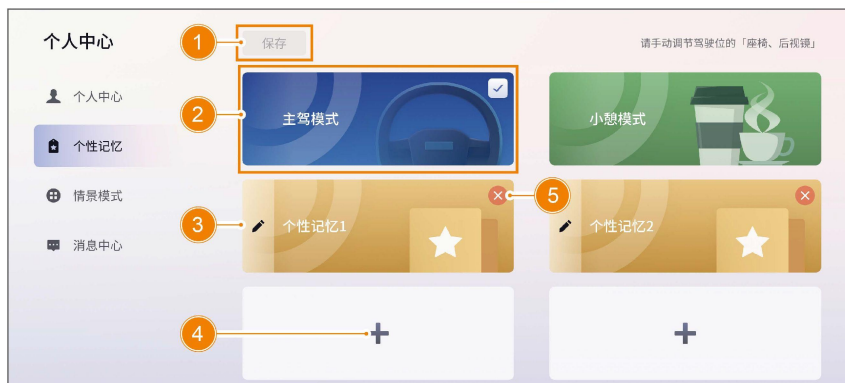 个人中心
1
保存
请手动调节驾驶位的「座椅、后视镜」
个人中心
2
主驾模式
小憩模式
个性记忆
情景模式
3
个性记忆1
5
个性记忆2
消息中心
4